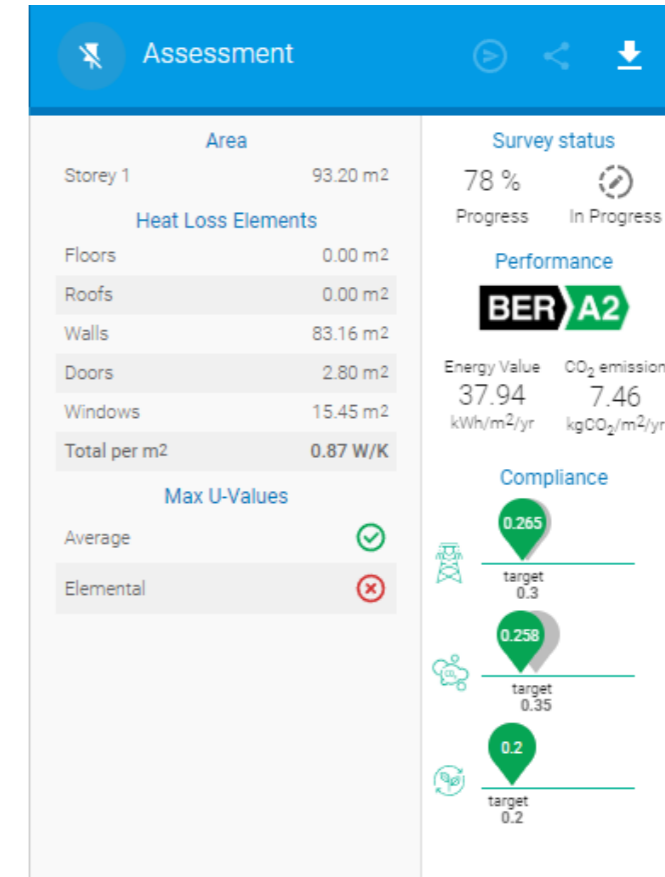 Assessment
Area
Storey 1 93.20 m2
Heat Loss Elements
Floors 0.00 m2
Roofs 0.00 m2
Walls 83.16 m2
Doors 2.80 m2
Windows 15.45 m2
Total per m2 0.87 W/K
Max U-Values
Average
Elemental
Survey status
78 %
Progress In Progress
Performance
BER A2
Energy Value CO2 emission
37.94 7.46
kWh/m2/yr kgCO2/m2/yr
Compliance
0.265
target
0.3
0.258
CO2
target
0.35
0.2
target
0.2